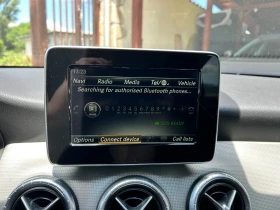 Navi Radio Media Tel/ Vehicle
Searching for authorised Bluetooth phones...
Options Connect device Call lists